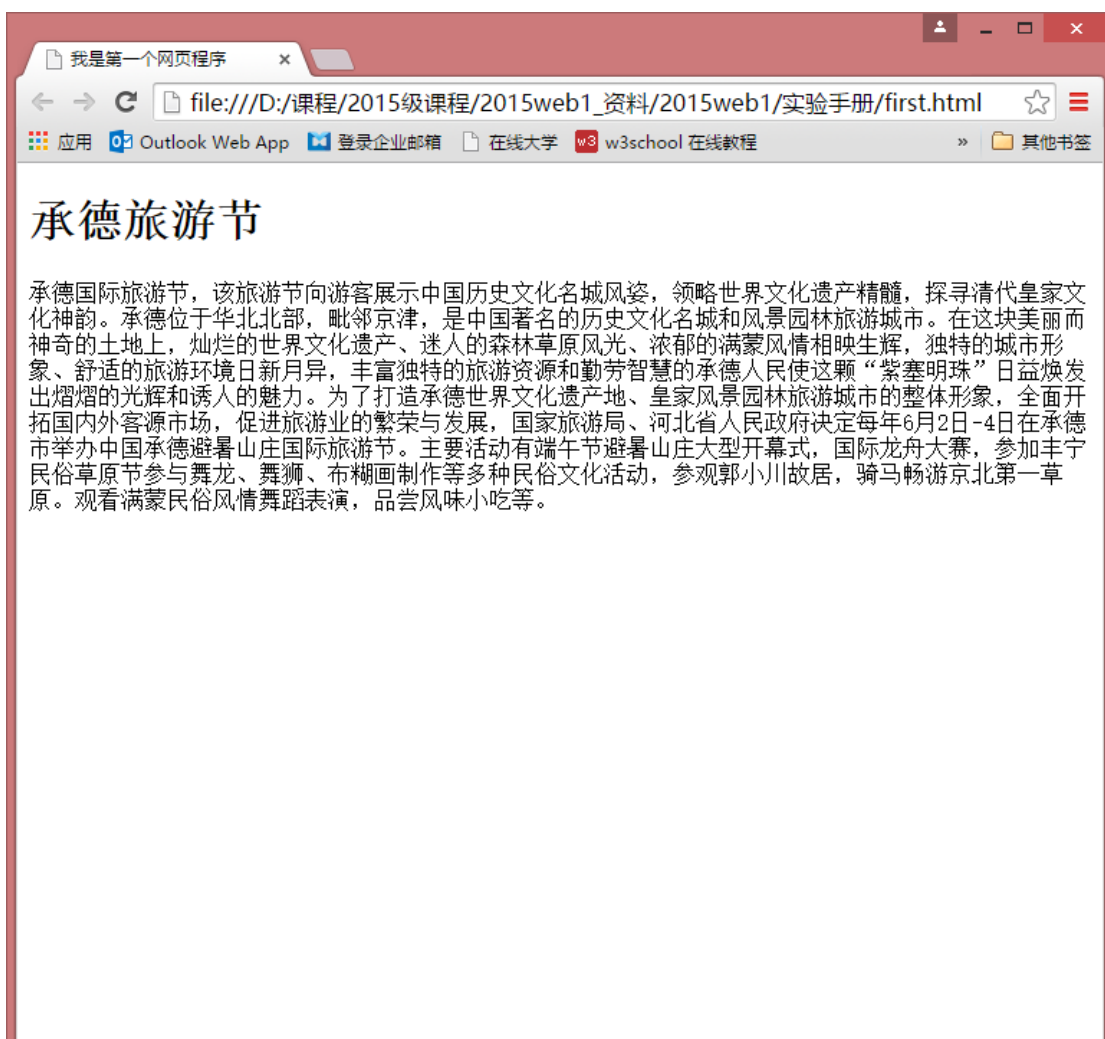 我是第一个网页程序
file:///D:/课程/2015级课程/2015web1_资料/2015web1/实验手册/first.html
应用 Outlook Web App 登录企业邮箱 在线大学 w3 w3school 在线教程 » 其他书签
承德旅游节
承德国际旅游节，该旅游节向游客展示中国历史文化名城风姿，领略世界文化遗产精髓，探寻清代皇家文
化神韵。承德位于华北北部，毗邻京津，是中国著名的历史文化名城和风景园林旅游城市。在这块美丽而
神奇的土地上，灿烂的世界文化遗产、迷人的森林草原风光、浓郁的满蒙风情相映生辉，独特的城市形
象、舒适的旅游环境日新月异，丰富独特的旅游资源和勤劳智慧的承德人民使这颗“紫塞明珠”日益焕发
出熠熠的光辉和诱人的魅力。为了打造承德世界文化遗产地、皇家风景园林旅游城市的整体形象，全面开
拓国内外客源市场，促进旅游业的繁荣与发展，国家旅游局、河北省人民政府决定每年6月2日-4日在承德
市举办中国承德避暑山庄国际旅游节。主要活动有端午节避暑山庄大型开幕式，国际龙舟大赛，参加丰宁
民俗草原节参与舞龙、舞狮、布糊画制作等多种民俗文化活动，参观郭小川故居，骑马畅游京北第一草
原。观看满蒙民俗风情舞蹈表演，品尝风味小吃等。